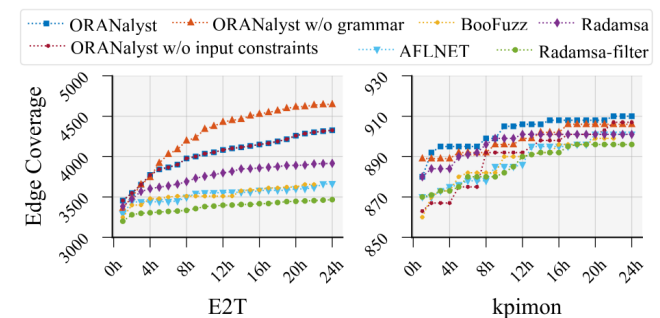 ORANalyst ORANalyst w/o grammar BooFuzz Radamsa
ORANalyst w/o input constraints AFLNET Radamsa-filter
Edge Coverage
5000
4500
4000
3500
3000
0h 4h 8h 12h 16h 20h 24h
E2T
930
910
890
870
850
0h 4h 8h 12h 16h 20h 24h
kpimon